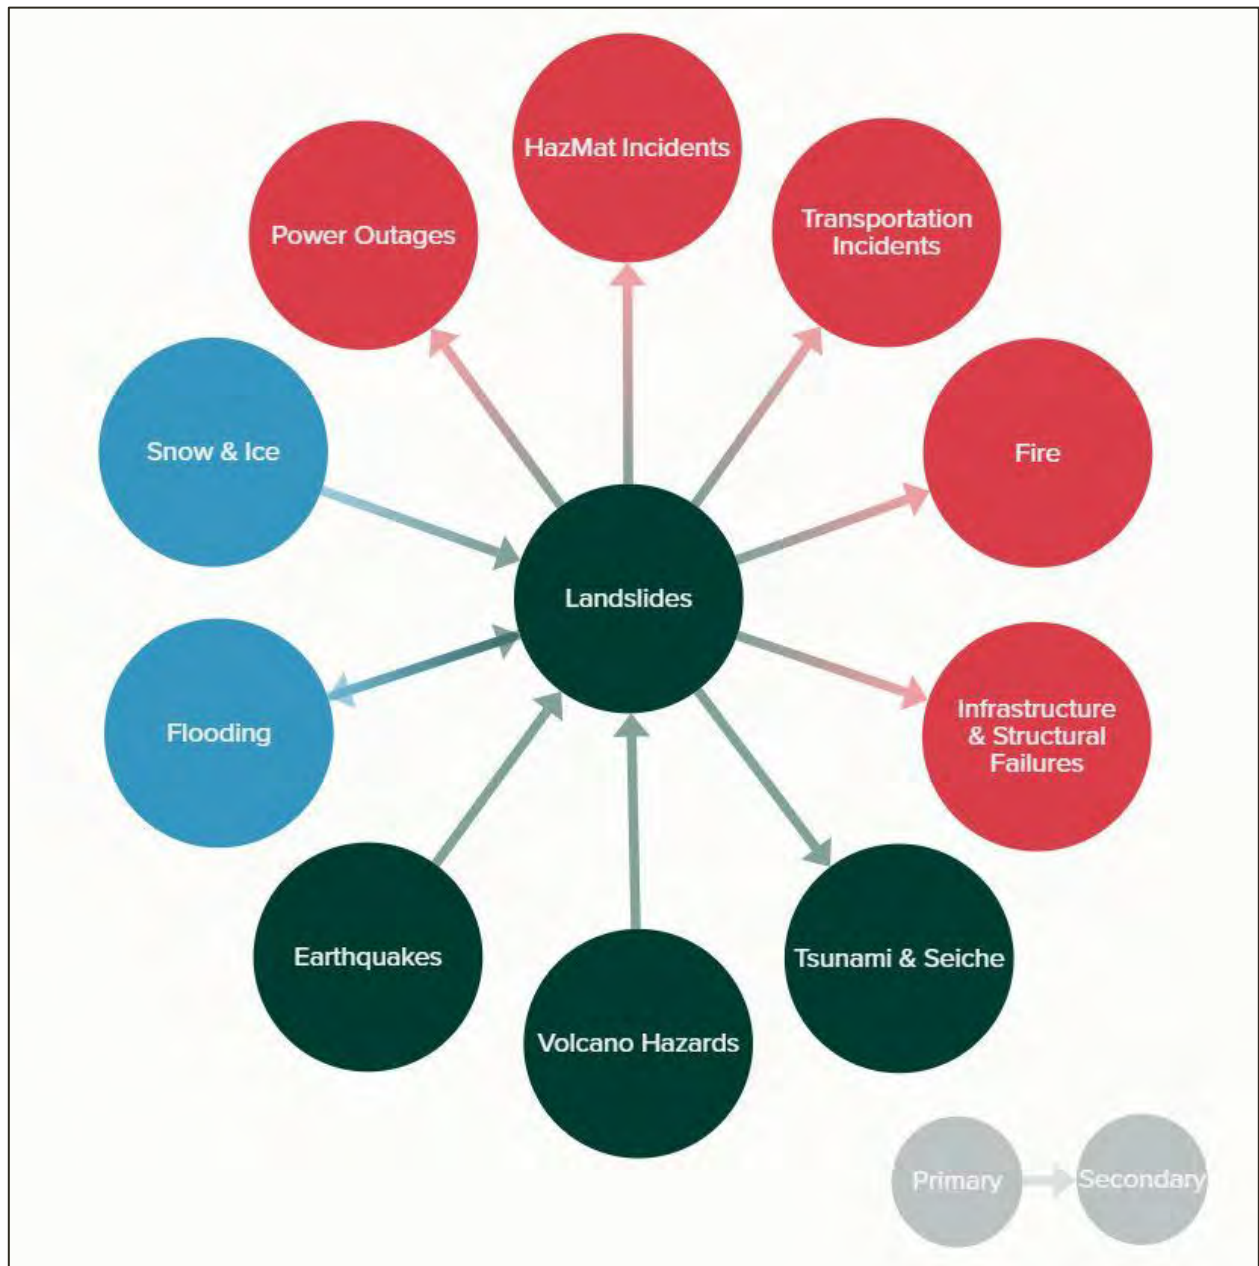 HazMat Incidents
Power Outages
Transportation
Incidents
Snow & Ice
Fire
Landslides
Flooding
Infrastructure
& Structural
Failures
Earthquakes
Tsunami & Seiche
Volcano Hazards
Primary
Secondary